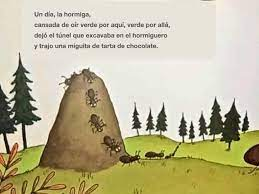 Un día, la hormiga,
cansada de oír verde por aquí, verde por allá,
dejó el túnel que excavaba en el hormiguero
y trajo una miguita de tarta de chocolate.